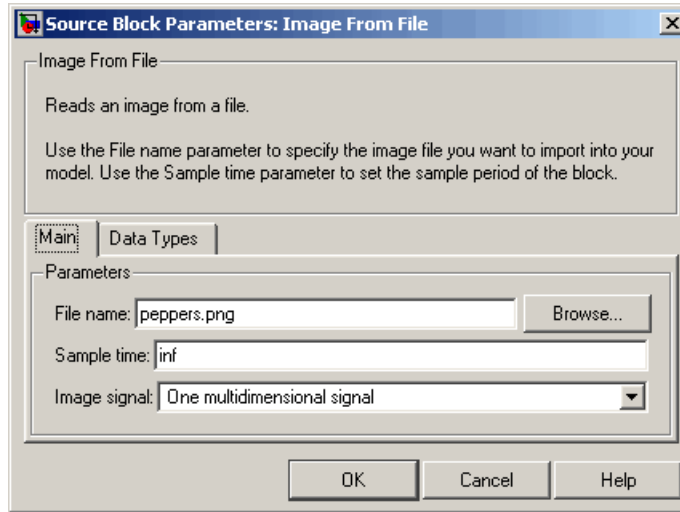 Source Block Parameters: Image From File
Image From File
Reads an image from a file.
Use the File name parameter to specify the image file you want to import into your
model. Use the Sample time parameter to set the sample period of the block.
Main Data Types
Parameters
File name: peppers.png Browse...
Sample time: inf
Image signal: One multidimensional signal
OK Cancel Help